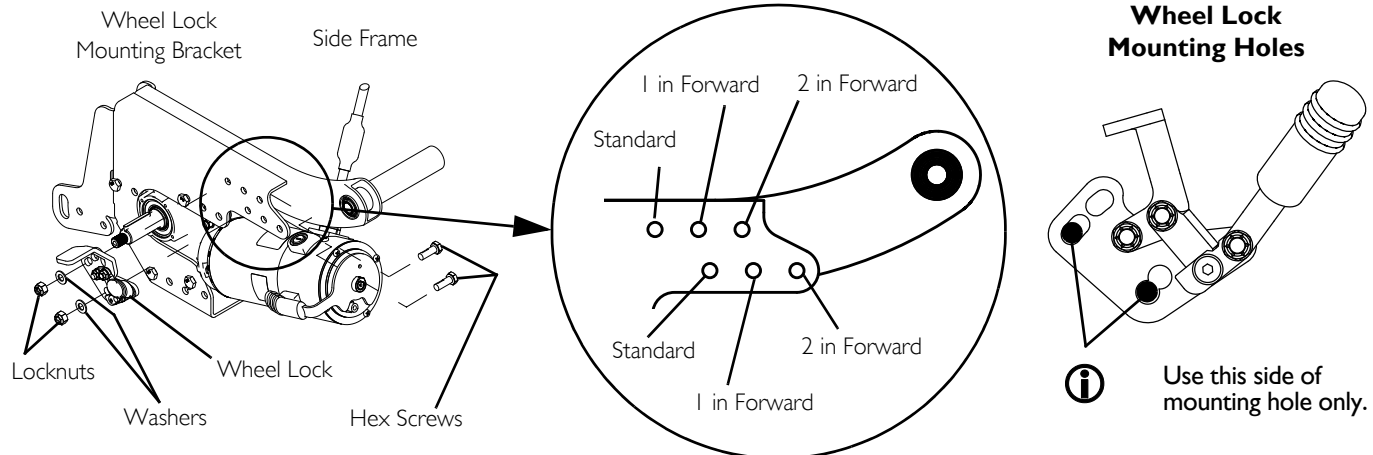 Wheel Lock
Mounting Bracket
Side Frame
Locknuts
Washers
Wheel Lock
Hex Screws
1 in Forward
2 in Forward
Standard
Standard
2 in Forward
1 in Forward
Wheel Lock
Mounting Holes
i
Use this side of
mounting hole only.